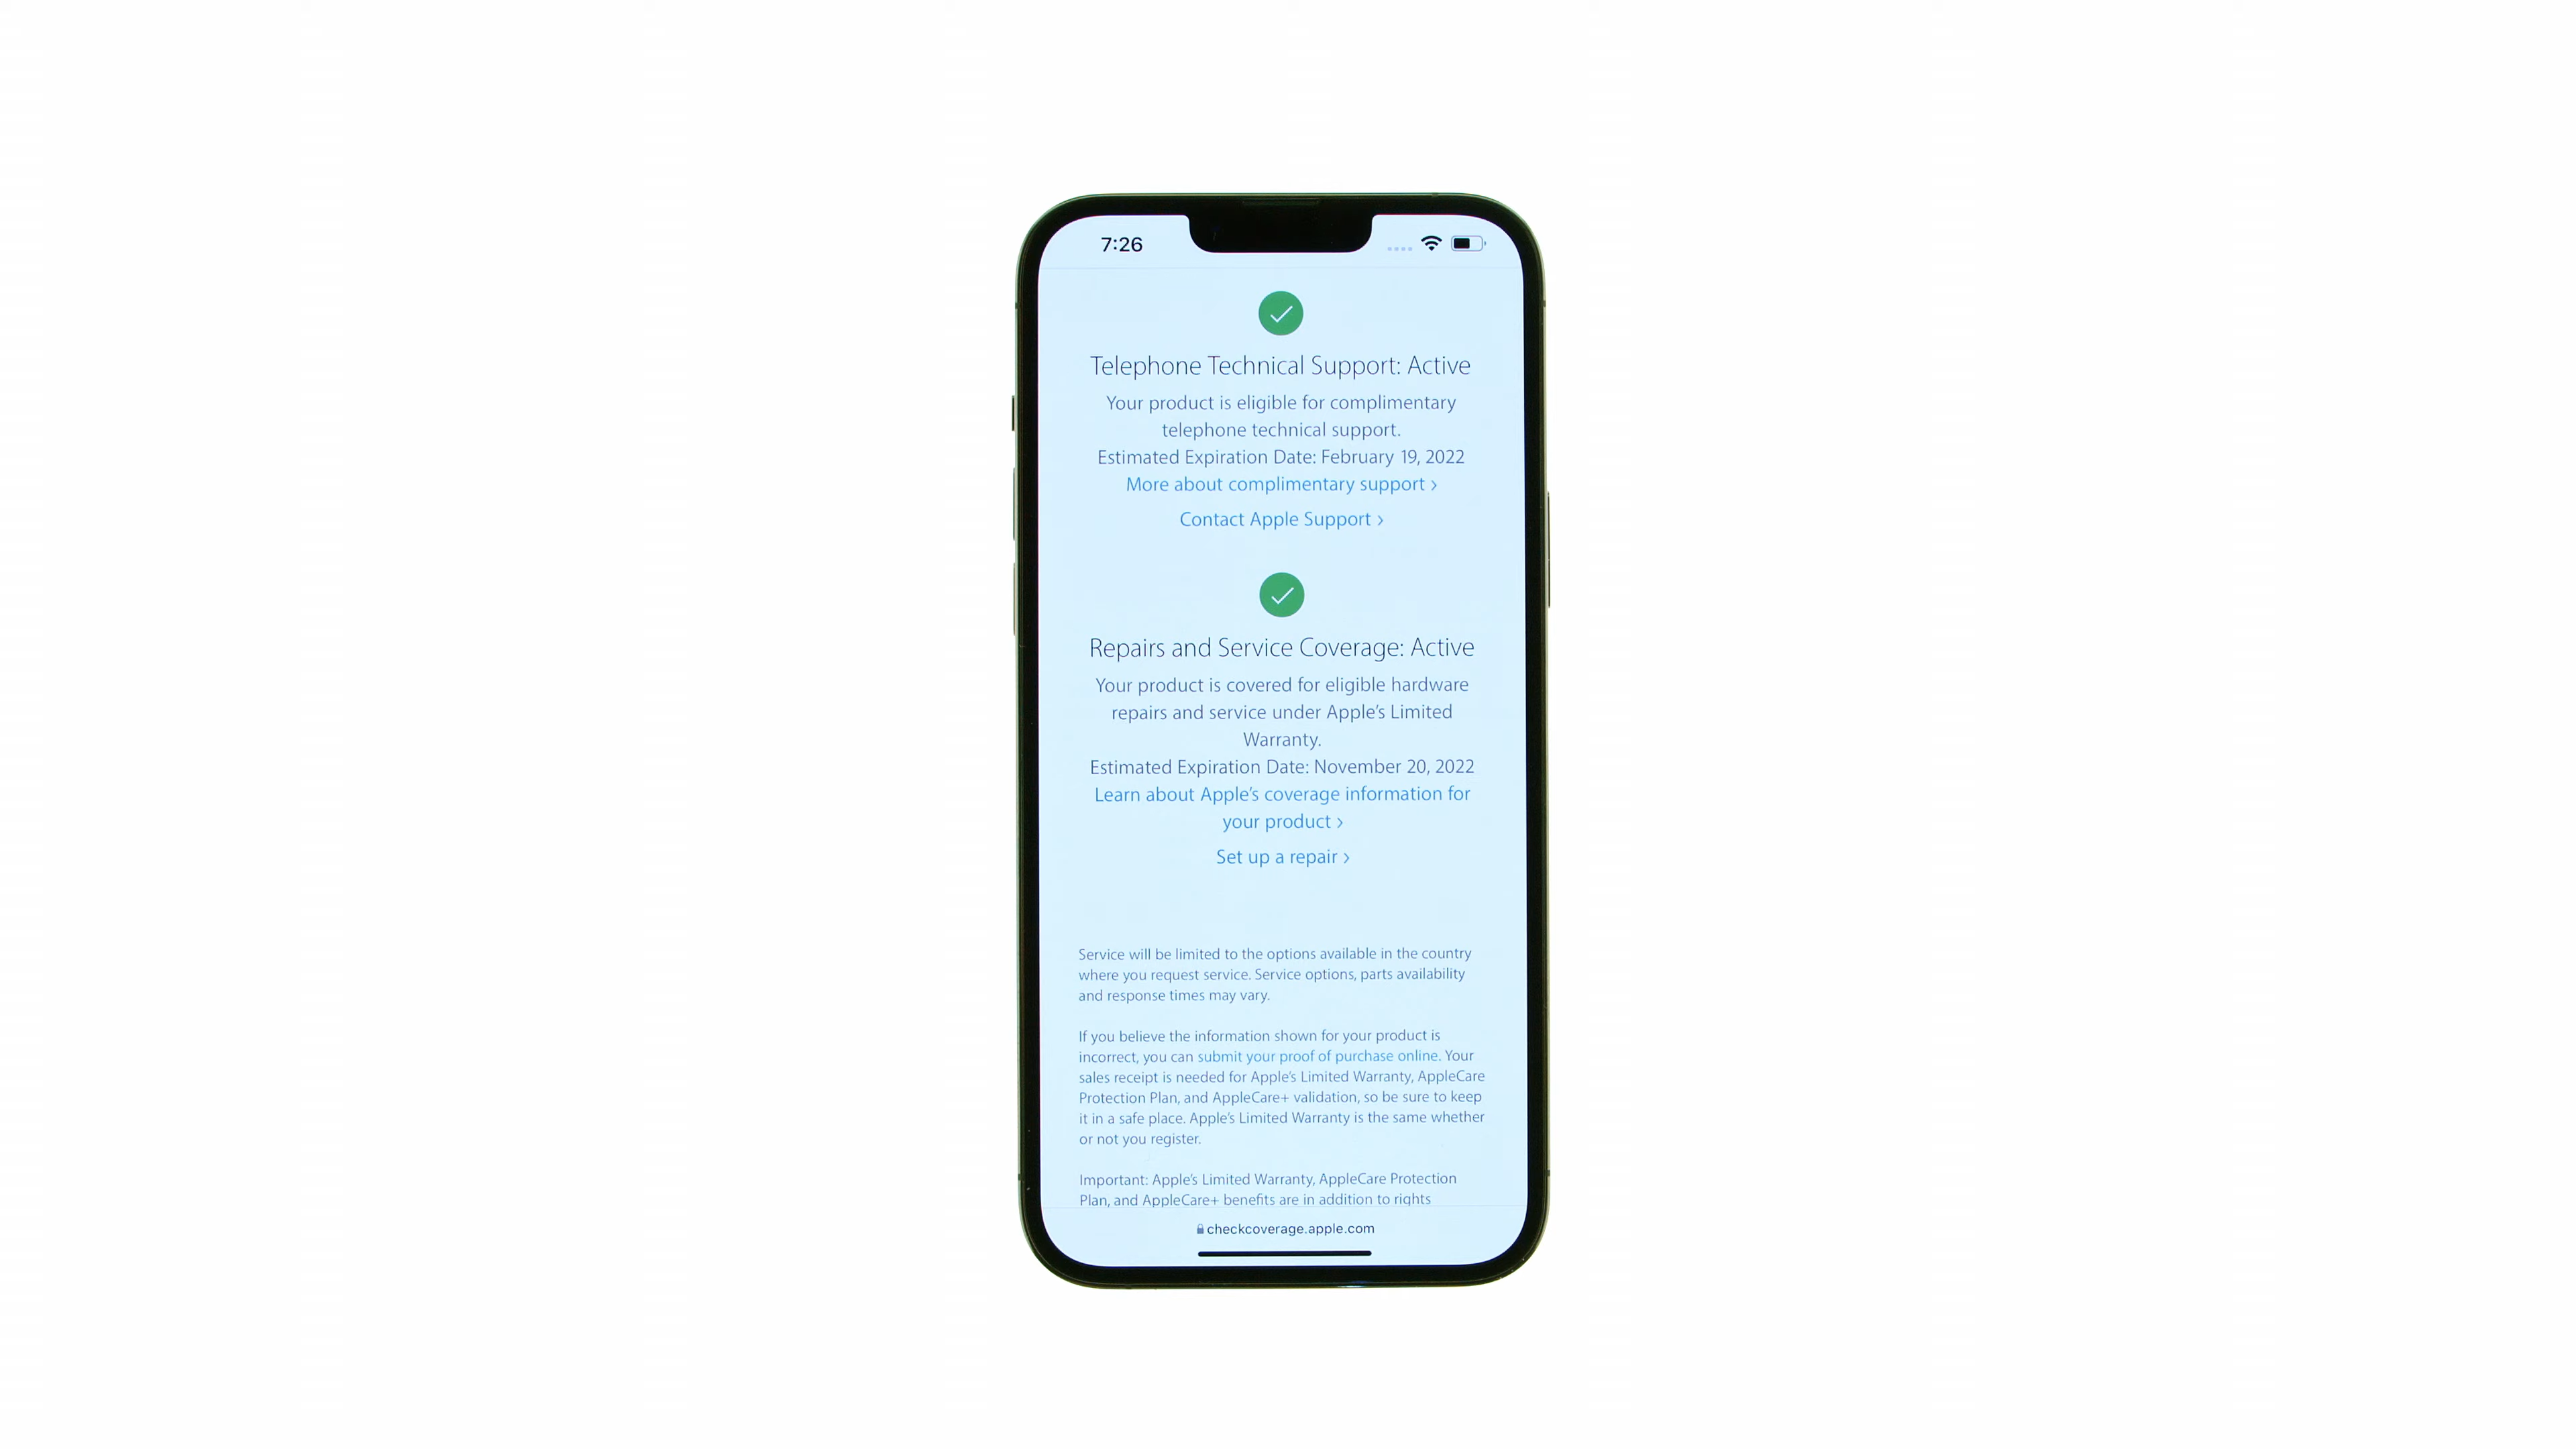 7:26
Telephone Technical Support: Active
Your product is eligible for complimentary
telephone technical support.
Estimated Expiration Date: February 19, 2022
More about complimentary support ›
Contact Apple Support ›
Repairs and Service Coverage: Active
Your product is covered for eligible hardware
repairs and service under Apple's Limited
Warranty.
Estimated Expiration Date: November 20, 2022
Learn about Apple's coverage information for
your product ›
Set up a repair ›
Service will be limited to the options available in the country
where you request service. Service options, parts availability
and response times may vary.
If you believe the information shown for your product is
incorrect, you can submit your proof of purchase online. Your
sales receipt is needed for Apple's Limited Warranty, AppleCare
Protection Plan, and AppleCare+ validation, so be sure to keep
it in a safe place. Apple's Limited Warranty is the same whether
or not you register.
Important: Apple's Limited Warranty, AppleCare Protection
Plan, and AppleCare+ benefits are in addition to rights
checkcoverage.apple.com